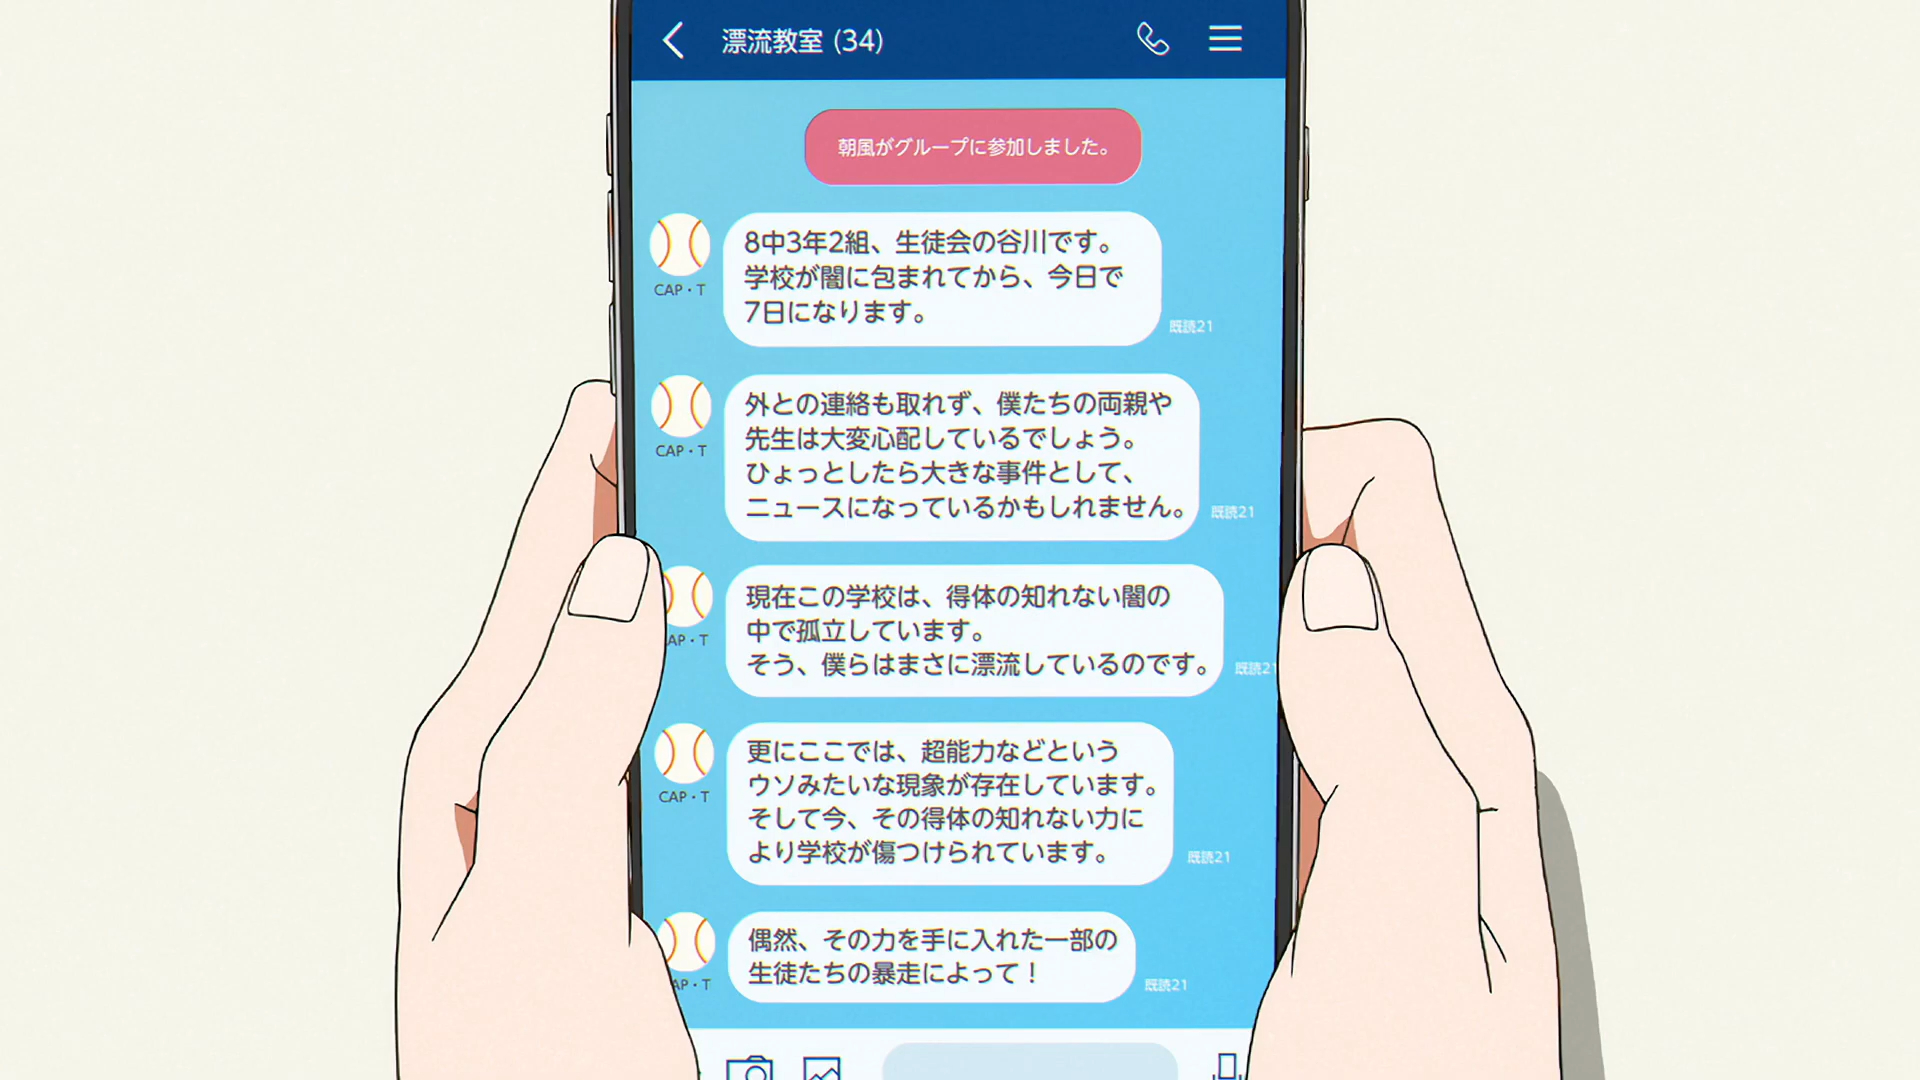 漂流教室 (34)
朝風がグループに参加しました。
8中3年2組、生徒会の谷川です。
学校が闇に包まれてから、今日で
7日になります。
CAP・T
既読21
外との連絡も取れず、僕たちの両親や
先生は大変心配しているでしょう。
ひょっとしたら大きな事件として、
ニュースになっているかもしれません。
CAP・T
既読21
現在この学校は、得体の知れない闇の
中で孤立しています。
そう、僕らはまさに漂流しているのです。
AP・T
既読21
更にここでは、超能力などという
ウソみたいな現象が存在しています。
そして今、その得体の知れない力に
より学校が傷つけられています。
CAP・T
既読21
偶然、その力を手に入れた一部の
生徒たちの暴走によって!
AP・T
既読21